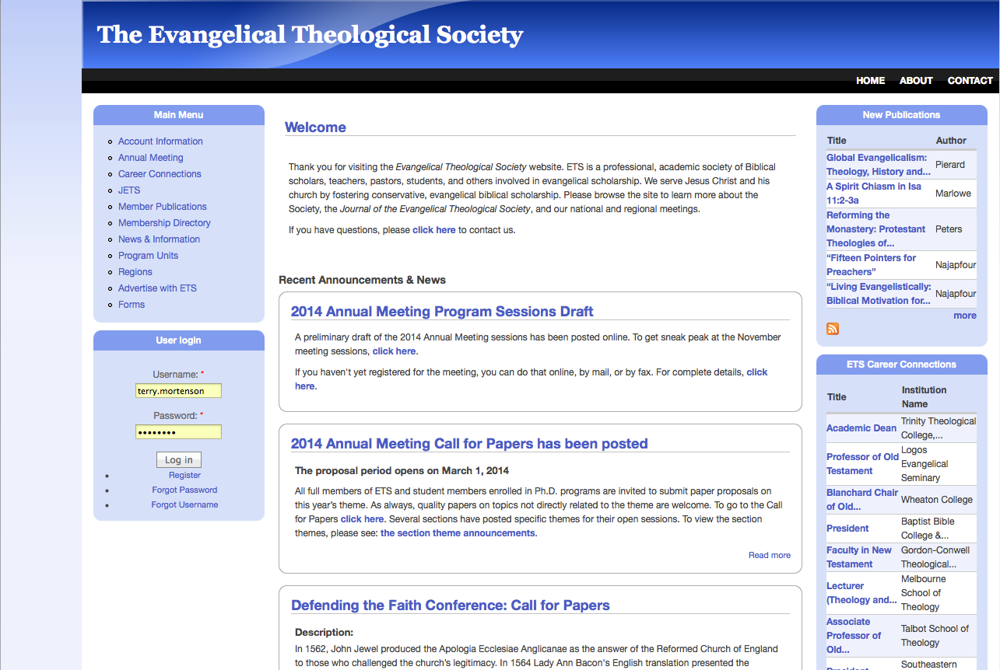 The Evangelical Theological Society
HOME ABOUT CONTACT
Main Menu
Account Information
Annual Meeting
Career Connections
JETS
Member Publications
Membership Directory
News & Information
Program Units
Regions
Advertise with ETS
Forms
User login
Username: *
terry.mortenson
Password: *
••••••••
Log in
Register
Forgot Password
Forgot Username
Welcome
Thank you for visiting the Evangelical Theological Society website. ETS is a professional, academic society of Biblical
scholars, teachers, pastors, students, and others involved in evangelical scholarship. We serve Jesus Christ and his
church by fostering conservative, evangelical biblical scholarship. Please browse the site to learn more about the
Society, the Journal of the Evangelical Theological Society, and our national and regional meetings.
If you have questions, please click here to contact us.
Recent Announcements & News
2014 Annual Meeting Program Sessions Draft
A preliminary draft of the 2014 Annual Meeting sessions has been posted online. To get sneak peak at the November
meeting sessions, click here.
If you haven't yet registered for the meeting, you can do that online, by mail, or by fax. For complete details, click
here.
2014 Annual Meeting Call for Papers has been posted
The proposal period opens on March 1, 2014
All full members of ETS and student members enrolled in Ph.D. programs are invited to submit paper proposals on
this year's theme. As always, quality papers on topics not directly related to the theme are welcome. To go to the Call
for Papers click here. Several sections have posted specific themes for their open sessions. To view the section
themes, please see: the section theme announcements.
Read more
Defending the Faith Conference: Call for Papers
Description:
In 1562, John Jewel produced the Apologia Ecclesiae Anglicanae as the answer of the Reformed Church of England
to those who challenged the church's legitimacy. In 1564 Lady Ann Bacon's English translation presented the
New Publications
Title Author
Global Evangelicalism:
Theology, History and... Pierard
A Spirit Chiasm in Isa
11:2-3a Marlowe
Reforming the
Monastery: Protestant Peters
Theologies of...
“Fifteen Pointers for
Preachers” Najapfour
“Living Evangelistically:
Biblical Motivation for... Najapfour
more
ETS Career Connections
Title Institution
Name
Academic Dean Trinity Theological
College,...
Professor of Old
Testament Logos
Evangelical
Seminary
Blanchard Chair
of Old... Wheaton College
President Baptist Bible
College &...
Faculty in New
Testament Gordon-Conwell
Theological...
Lecturer
(Theology and... Melbourne
School of
Theology
Associate
Professor of
Old... Talbot School of
Theology
President Southeastern